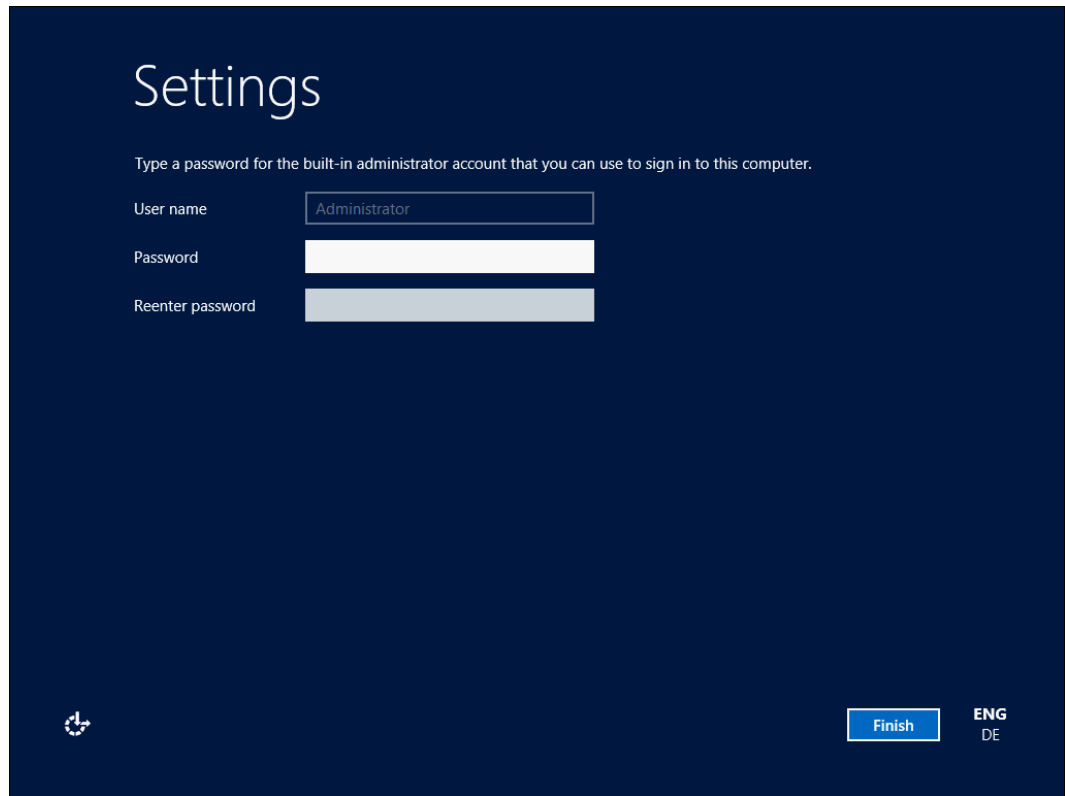 Settings
Type a password for the built-in administrator account that you can use to sign in to this computer.
User name
Administrator
Password
Reenter password
Finish
ENG
DE